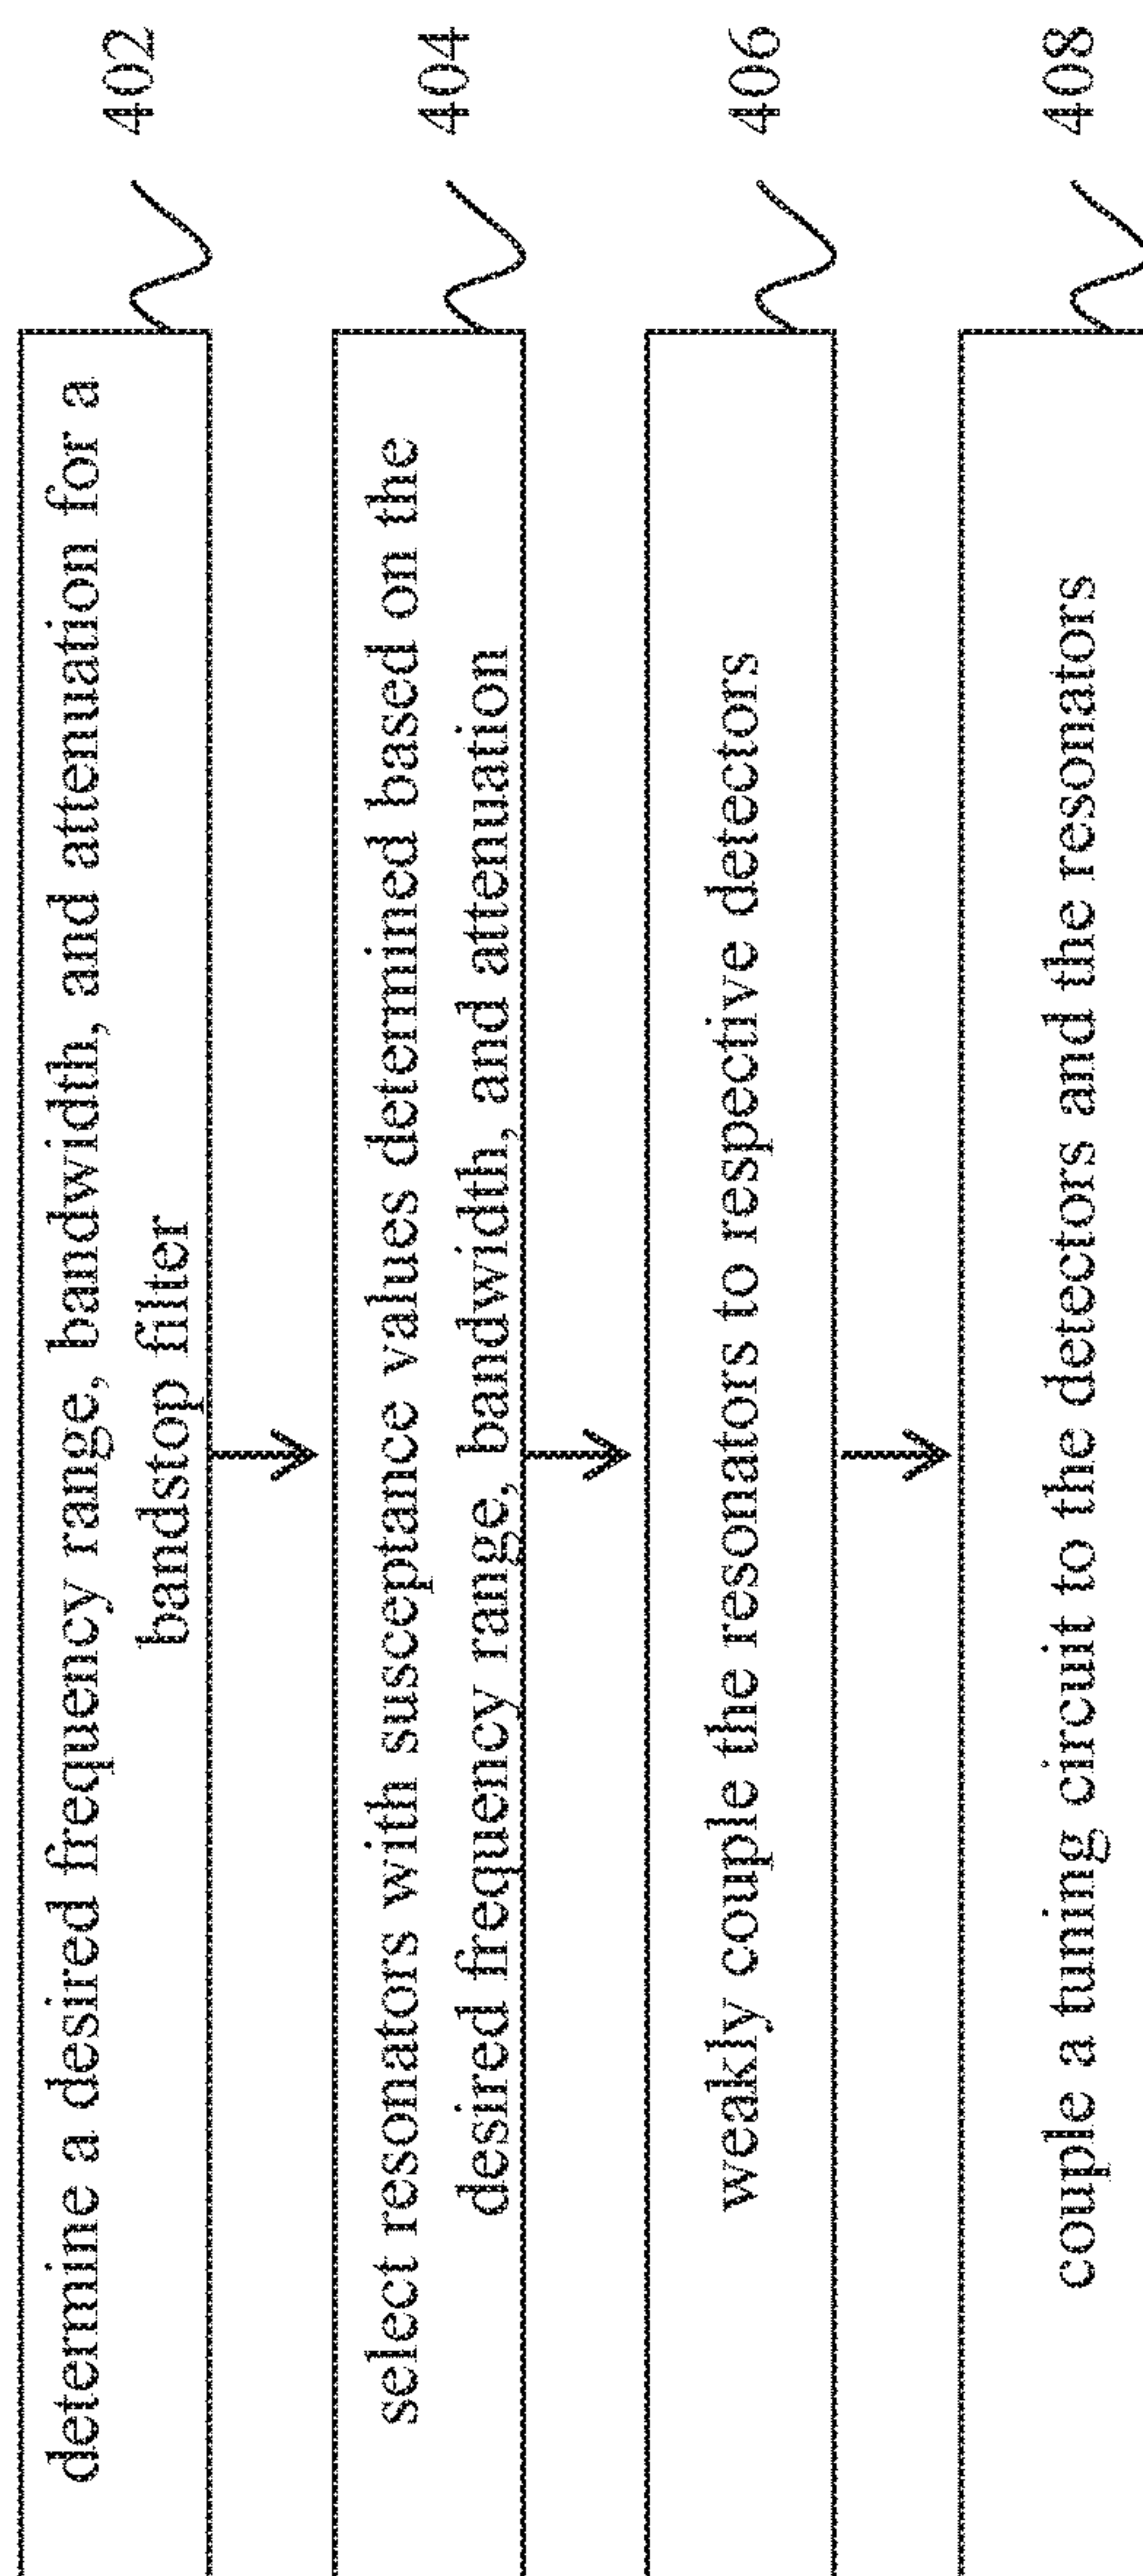 determine a desired frequency range, bandwidth, and attenuation for a
bandstop filter
402
select resonators with susceptance values determined based on the
desired frequency range, bandwidth, and attenuation
404
weakly couple the resonators to respective detectors
406
couple a tuning circuit to the detectors and the resonators
408